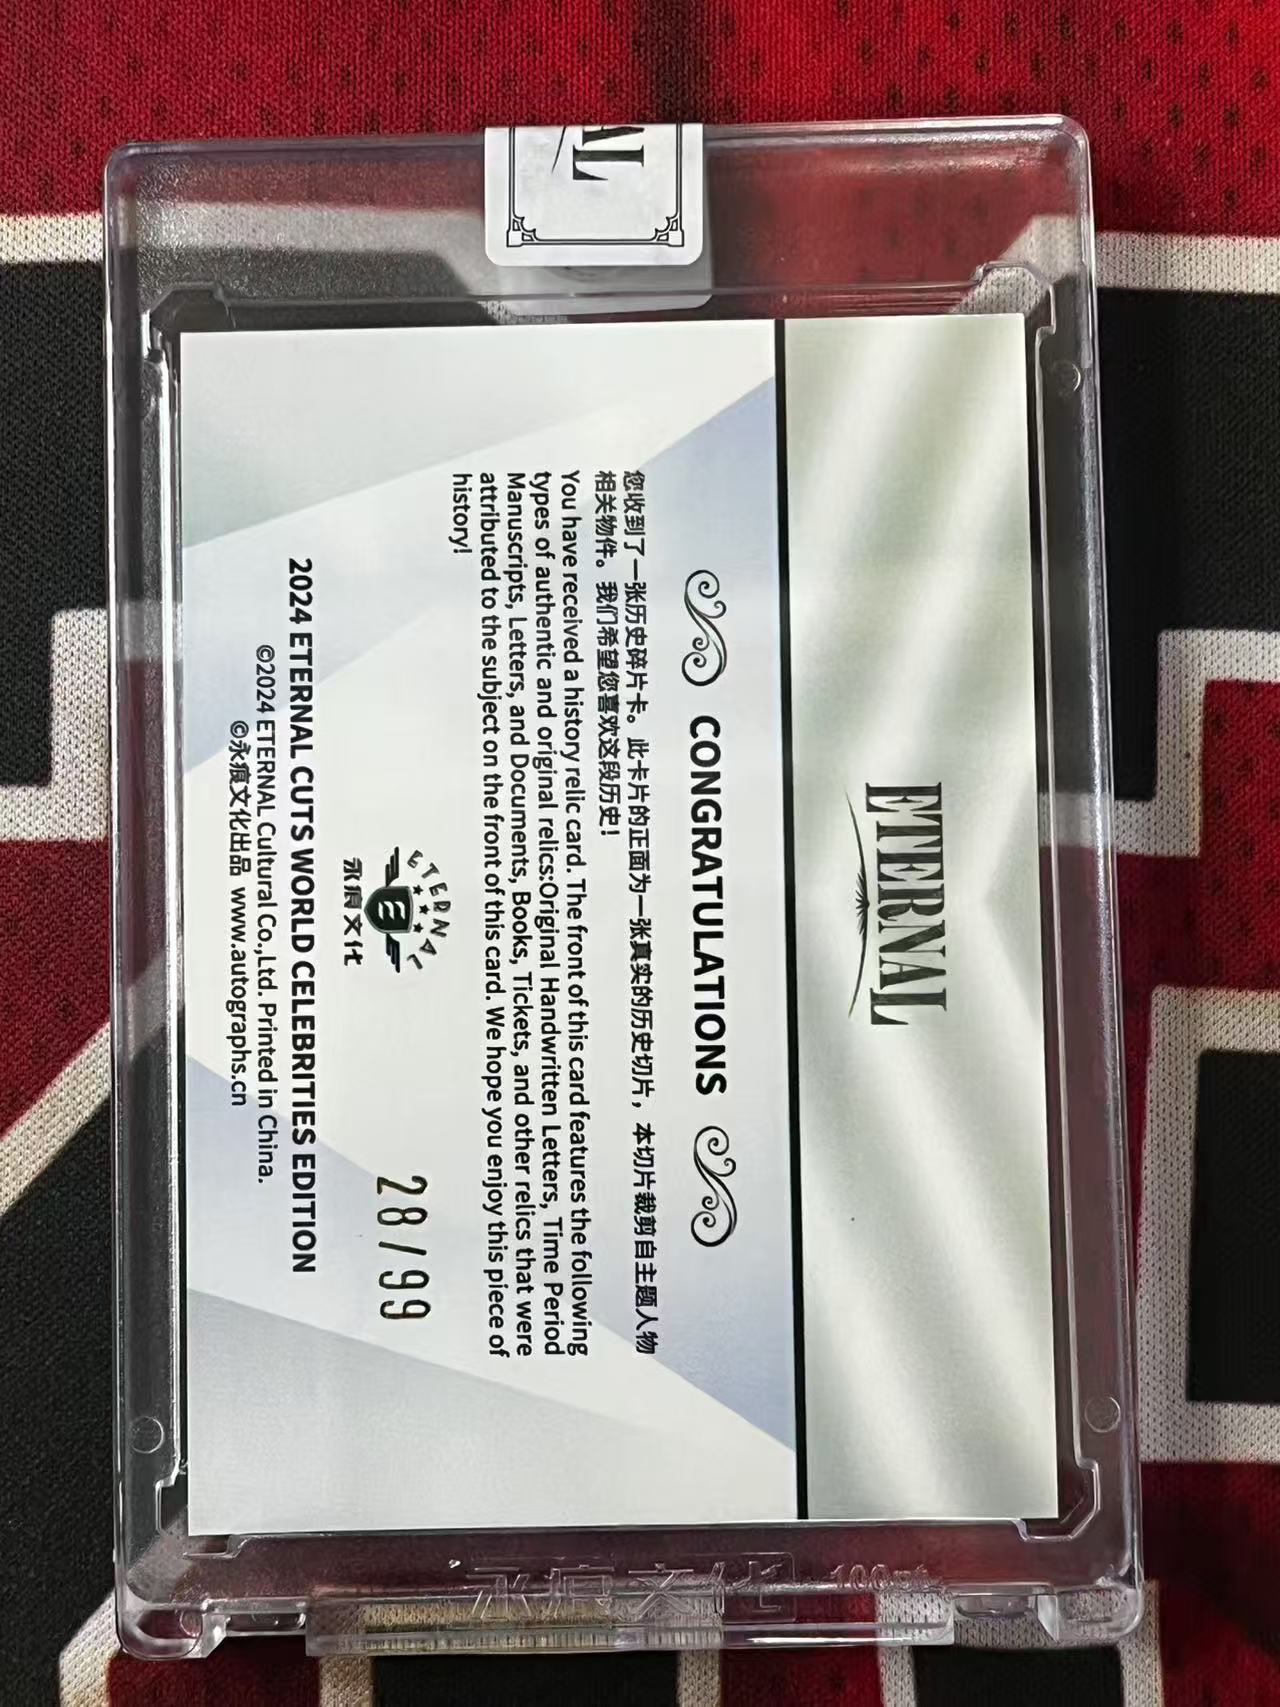 AL
ETERNAL
CONGRATULATIONS
您收到了一张历史碎片卡。此卡片的正面为一张真实的历史切片，本切片裁剪自主题人物
相关物件。我们希望您喜欢这段历史！
You have received a history relic card. The front of this card features the following
types of authentic and original relics:Original Handwritten Letters, Time Period
Manuscripts, Letters, and Documents, Books, Tickets, and other relics that were
attributed to the subject on the front of this card. We hope you enjoy this piece of
history!
ETERNAL
E
永痕文化
28/99
2024 ETERNAL CUTS WORLD CELEBRITIES EDITION
©2024 ETERNAL Cultural Co.,Ltd. Printed in China.
©永痕文化出品 www.autographs.cn
永痕文化 100pt